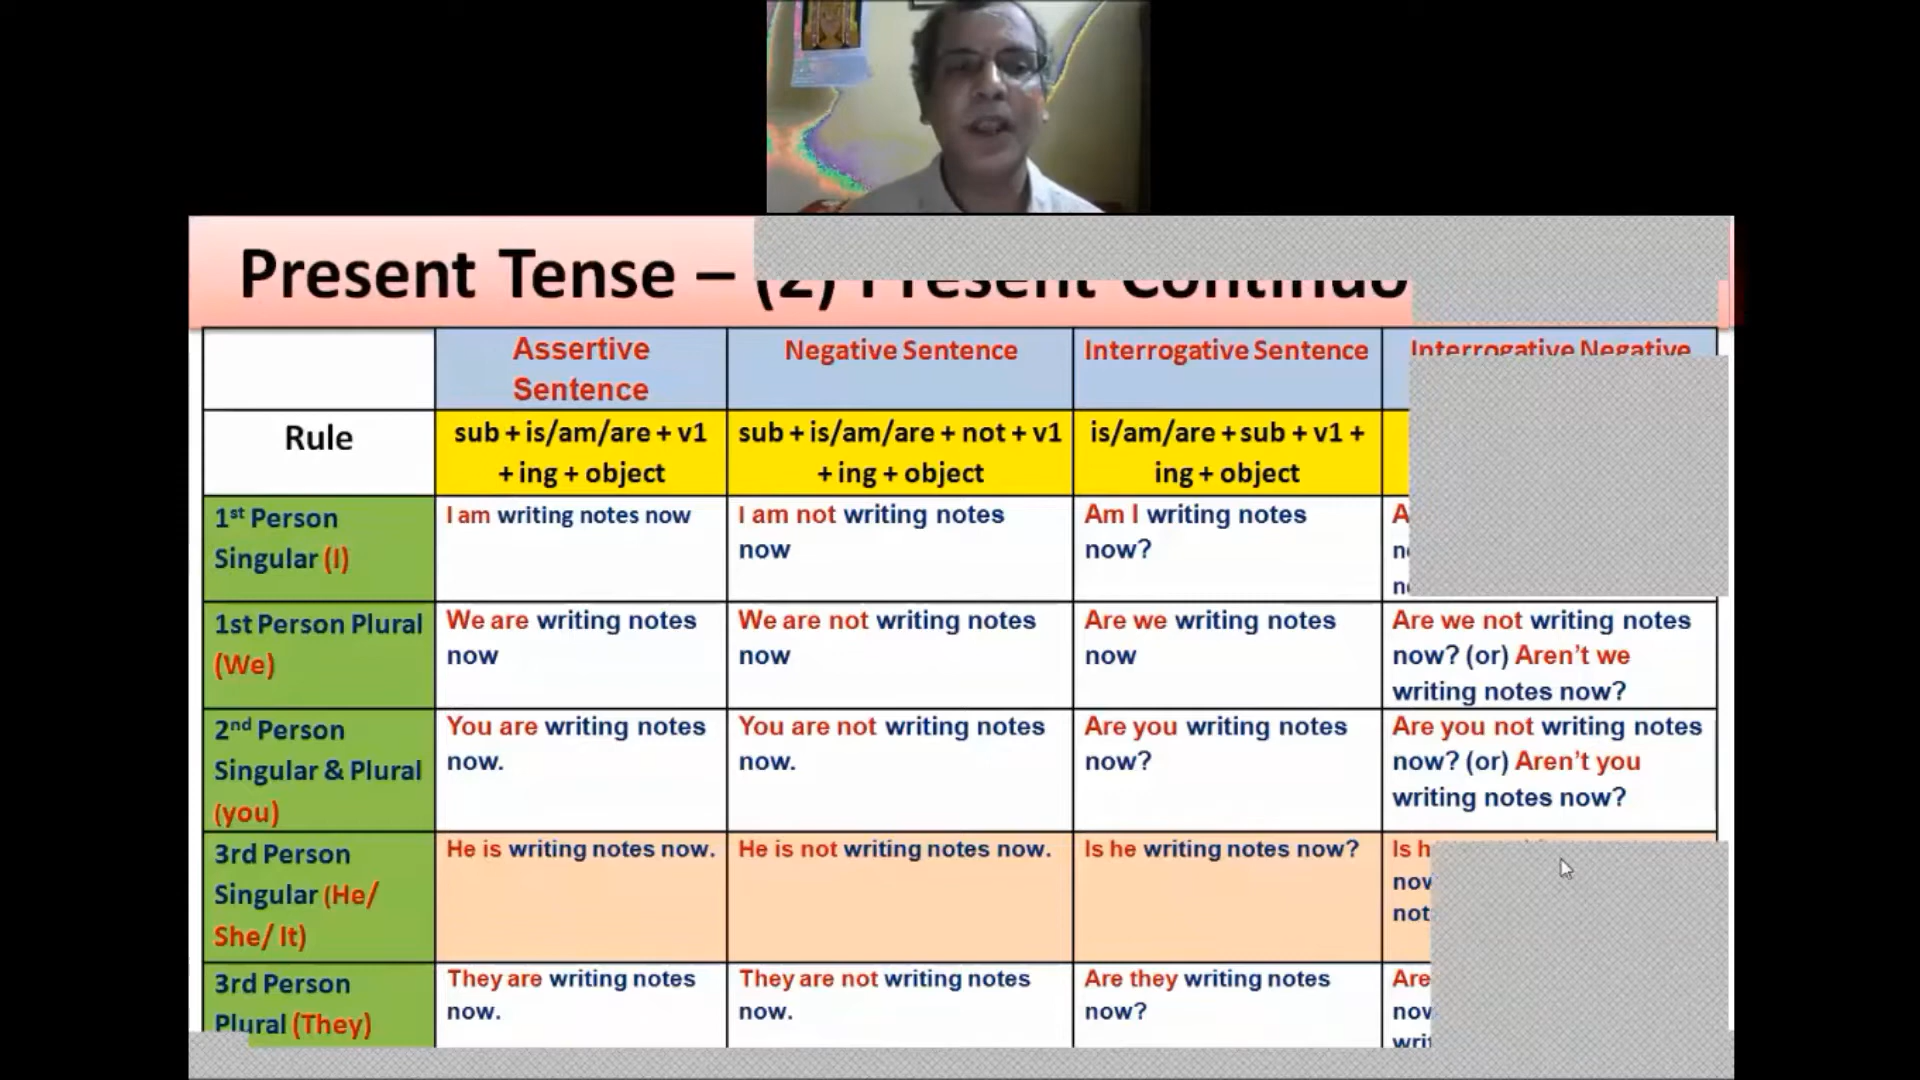 Present Tense – (2) Present Continuo
Assertive
Sentence
Negative Sentence
Interrogative Sentence
Interrogative Negative
Rule
sub + is/am/are + v1
+ ing + object
sub + is/am/are + not + v1
+ ing + object
is/am/are + sub + v1 +
ing + object
1st Person
Singular (I)
I am writing notes now
I am not writing notes
now
Am I writing notes
now?
1st Person Plural
(We)
We are writing notes
now
We are not writing notes
now
Are we writing notes
now
Are we not writing notes
now? (or) Aren't we
writing notes now?
2nd Person
Singular & Plural
(you)
You are writing notes
now.
You are not writing notes
now.
Are you writing notes
now?
Are you not writing notes
now? (or) Aren't you
writing notes now?
3rd Person
Singular (He/
She/ It)
He is writing notes now.
He is not writing notes now.
Is he writing notes now?
Is
3rd Person
Plural (They)
They are writing notes
now.
They are not writing notes
now.
Are they writing notes
now?
Are